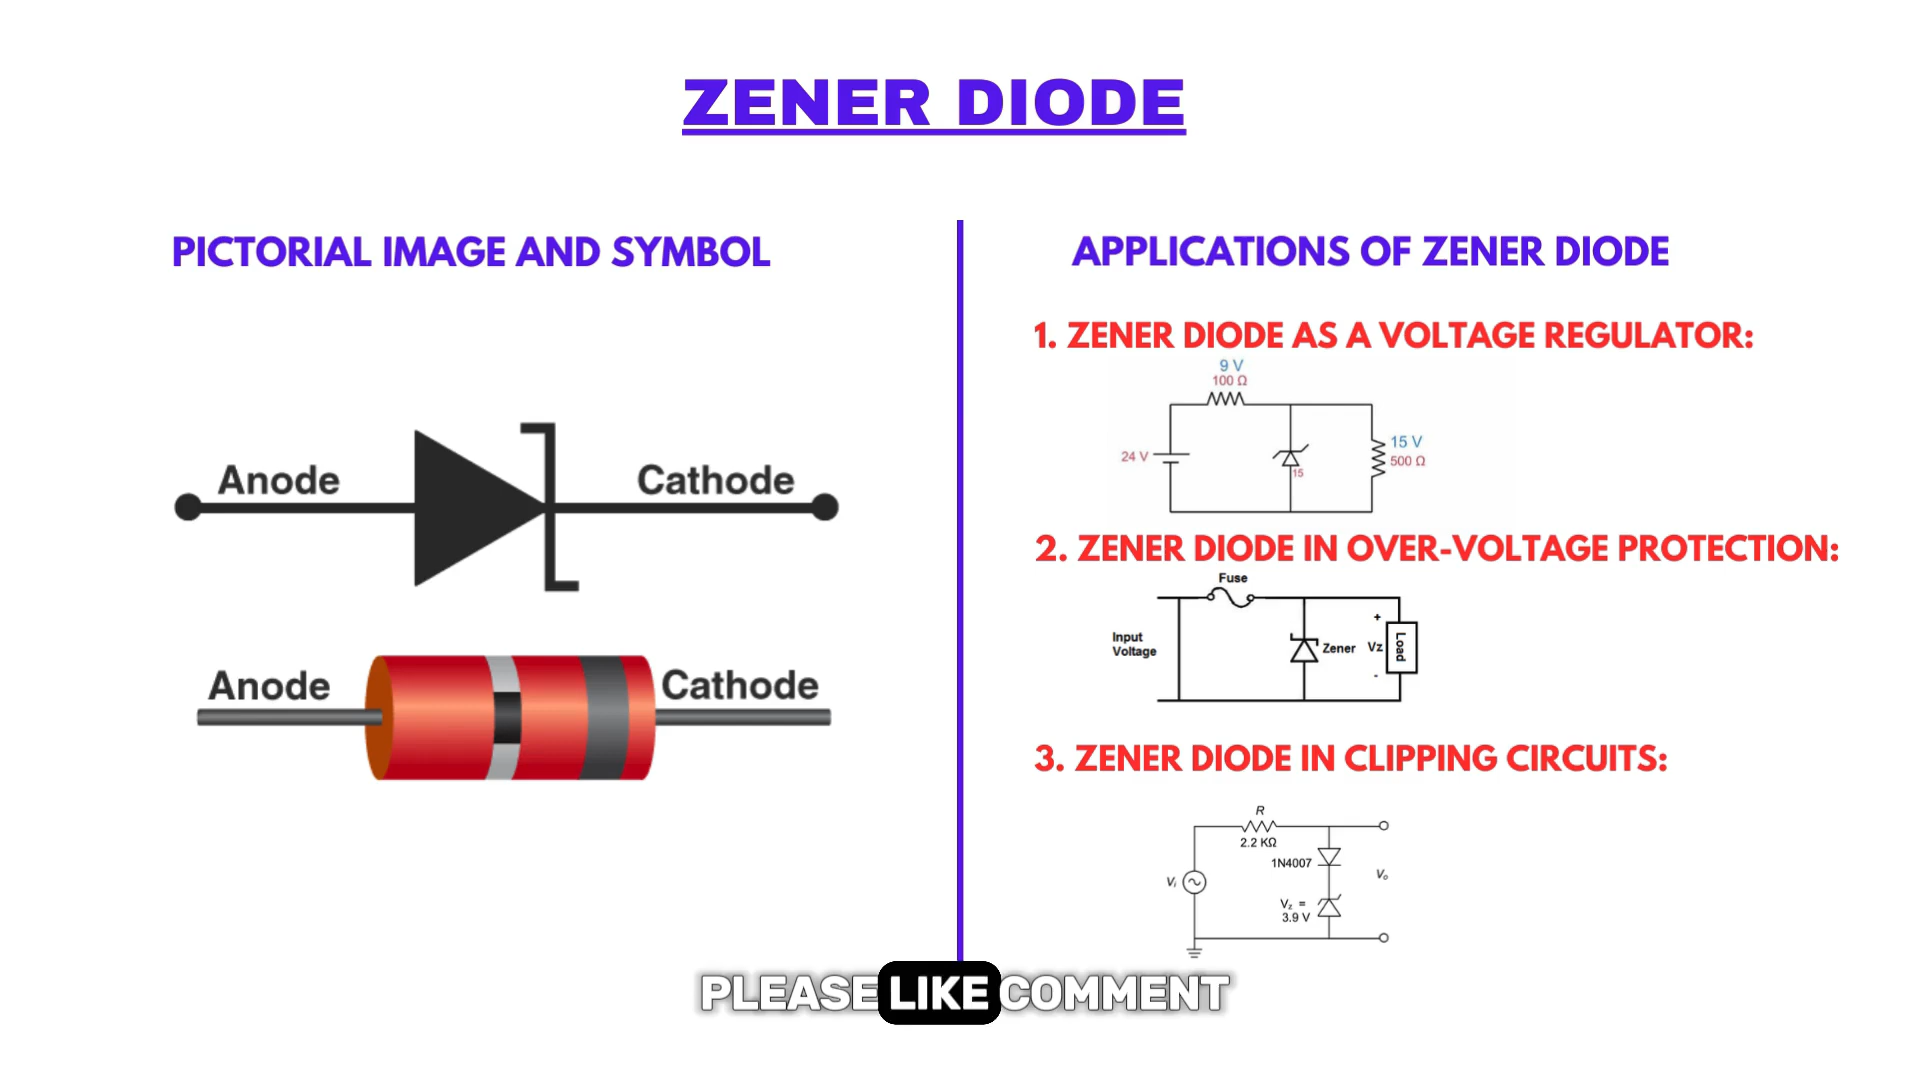 ZENER DIODE
PICTORIAL IMAGE AND SYMBOL
Anode
Cathode
Anode
Cathode
APPLICATIONS OF ZENER DIODE
1. ZENER DIODE AS A VOLTAGE REGULATOR:
9 V
100 Ω
24 V
15
15 V
500 Ω
2. ZENER DIODE IN OVER-VOLTAGE PROTECTION:
Fuse
Input
Voltage
Zener
+
Vz
-
Load
3. ZENER DIODE IN CLIPPING CIRCUITS:
R
2.2 KΩ
1N4007
Vi
Vo
Vz =
3.9 V
PLEASE LIKE COMMENT